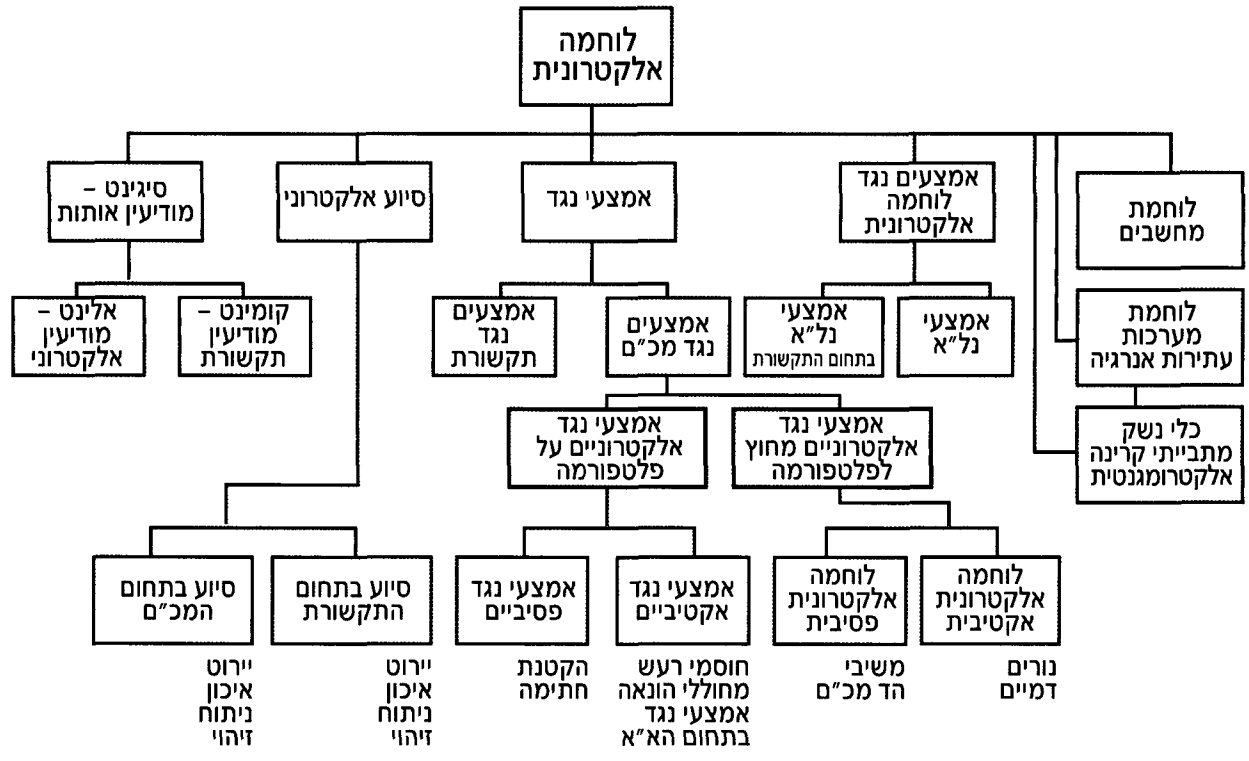 לוחמה
אלקטרונית
לוחמת
מחשבים
אמצעים נגד
לוחמה
אלקטרונית
אמצעי נגד
סיוע אלקטרוני
סיגינט –
מודיעין אותות
לוחמת
מערכות
עתירות אנרגיה
אמצעי
נל״א
אמצעי
נל״א
בתחום התקשורת
אמצעים
נגד מכ״ם
אמצעים
נגד
תקשורת
קומינט –
מודיעין
תקשורת
אלינט –
מודיעין
אלקטרוני
כלי נשק
מתבייתי קרינה
אלקטרומגנטית
אמצעי נגד
אלקטרוניים מחוץ
לפלטפורמה
אמצעי נגד
אלקטרוניים על
פלטפורמה
לוחמה
אלקטרונית
אקטיבית
לוחמה
אלקטרונית
פסיבית
אמצעי נגד
אקטיביים
אמצעי נגד
פסיביים
סיוע בתחום
התקשורת
סיוע בתחום
המכ״ם
נורים
דמיים
משיבי
הד מכ״ם
חוסמי רעש
מחוללי הונאה
אמצעי נגד
בתחום הא״א
הקטנת
חתימה
יירוט
איכון
ניתוח
זיהוי
יירוט
איכון
ניתוח
זיהוי